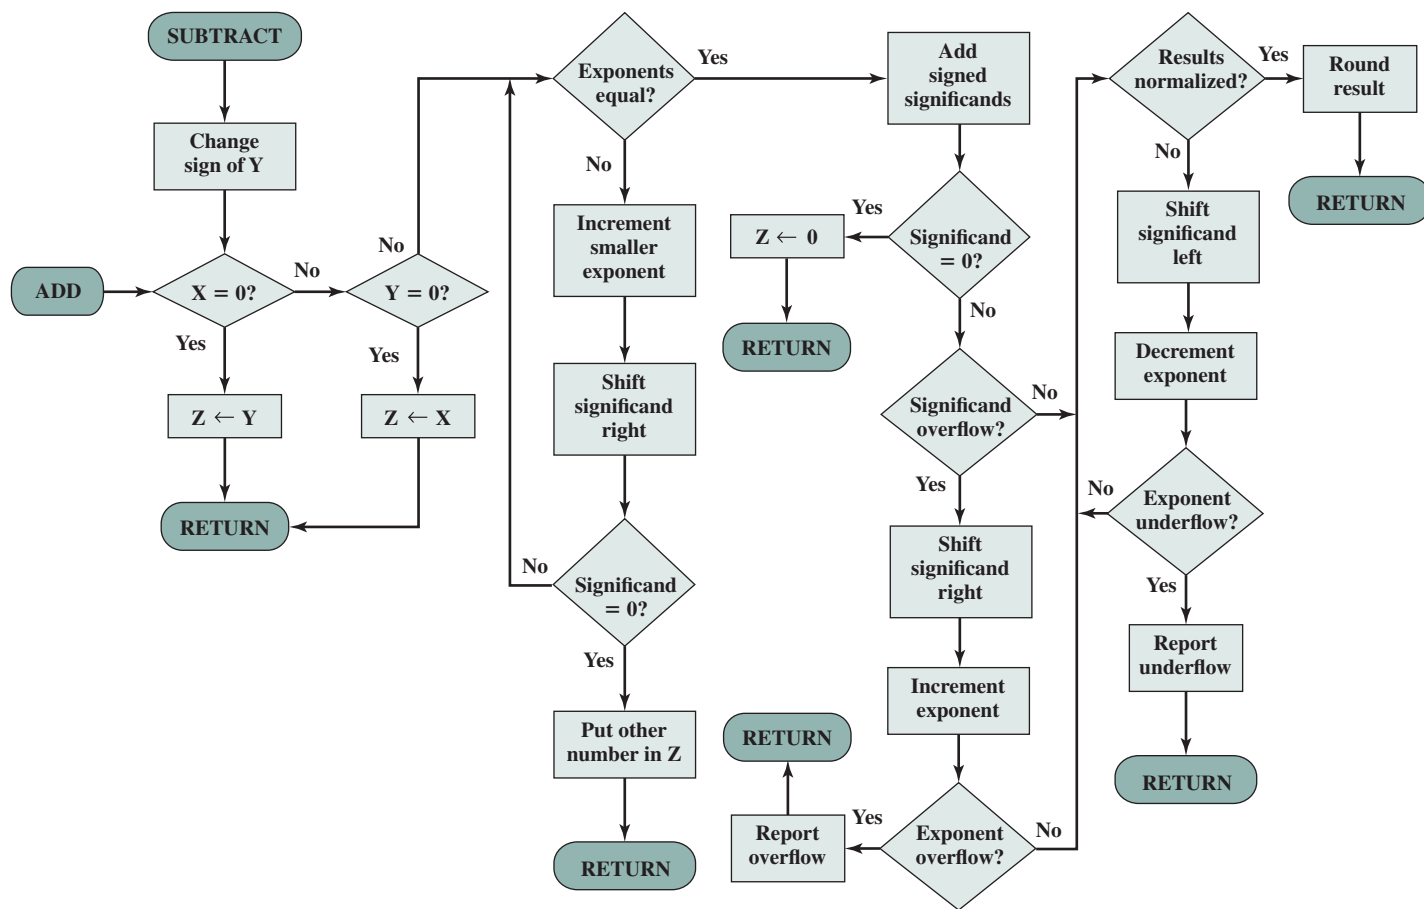 SUBTRACT
Change
sign of Y
ADD
X = 0?
No
Yes
Z ← Y
RETURN
Y = 0?
No
Yes
Z ← X
Exponents
equal?
Yes
No
Increment
smaller
exponent
Shift
significand
right
Significand
= 0?
No
Yes
Put other
number in Z
RETURN
Add
signed
significands
Significand
= 0?
Yes
Z ← 0
RETURN
No
Significand
overflow?
No
Yes
Shift
significand
right
Increment
exponent
Exponent
overflow?
Yes
Report
overflow
RETURN
No
Results
normalized?
Yes
Round
result
RETURN
No
Shift
significand
left
Decrement
exponent
Exponent
underflow?
No
Yes
Report
underflow
RETURN